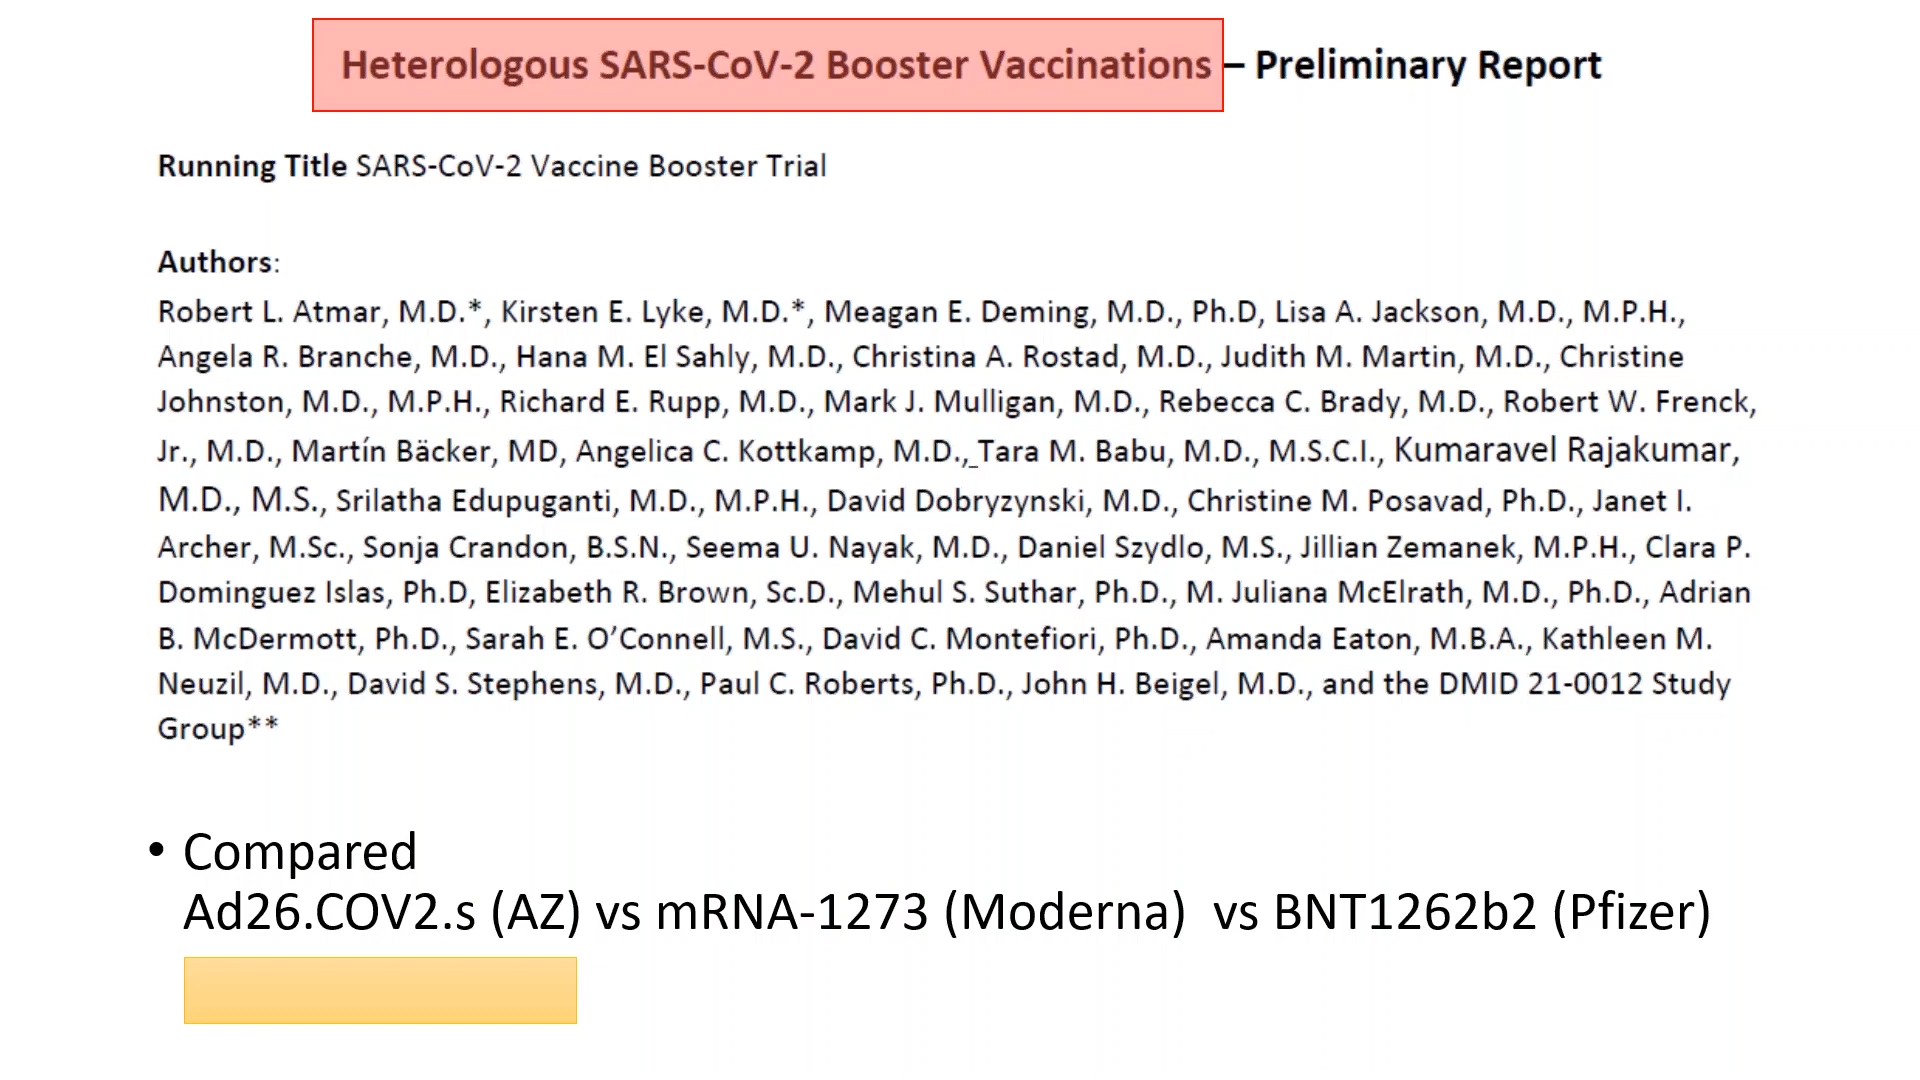 Heterologous SARS-CoV-2 Booster Vaccinations – Preliminary Report
Running Title SARS-CoV-2 Vaccine Booster Trial
Authors:
Robert L. Atmar, M.D.*, Kirsten E. Lyke, M.D.*, Meagan E. Deming, M.D., Ph.D, Lisa A. Jackson, M.D., M.P.H.,
Angela R. Branche, M.D., Hana M. El Sahly, M.D., Christina A. Rostad, M.D., Judith M. Martin, M.D., Christine
Johnston, M.D., M.P.H., Richard E. Rupp, M.D., Mark J. Mulligan, M.D., Rebecca C. Brady, M.D., Robert W. Frenck,
Jr., M.D., Martín Bäcker, MD, Angelica C. Kottkamp, M.D., Tara M. Babu, M.D., M.S.C.I., Kumaravel Rajakumar,
M.D., M.S., Srilatha Edupuganti, M.D., M.P.H., David Dobryzynski, M.D., Christine M. Posavad, Ph.D., Janet I.
Archer, M.Sc., Sonja Crandon, B.S.N., Seema U. Nayak, M.D., Daniel Szydlo, M.S., Jillian Zemanek, M.P.H., Clara P.
Dominguez Islas, Ph.D, Elizabeth R. Brown, Sc.D., Mehul S. Suthar, Ph.D., M. Juliana McElrath, M.D., Ph.D., Adrian
B. McDermott, Ph.D., Sarah E. O’Connell, M.S., David C. Montefiori, Ph.D., Amanda Eaton, M.B.A., Kathleen M.
Neuzil, M.D., David S. Stephens, M.D., Paul C. Roberts, Ph.D., John H. Beigel, M.D., and the DMID 21-0012 Study
Group**
• Compared
Ad26.COV2.s (AZ) vs mRNA-1273 (Moderna) vs BNT1262b2 (Pfizer)